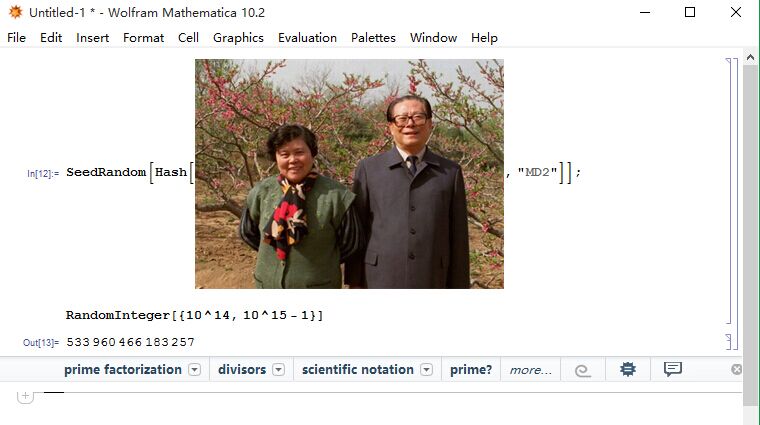 Untitled-1 * - Wolfram Mathematica 10.2
File Edit Insert Format Cell Graphics Evaluation Palettes Window Help
In[12]:= SeedRandom[Hash[, "MD2"]];
RandomInteger[{10^14, 10^15 - 1}]
Out[13]= 533 960 466 183 257
prime factorization divisors scientific notation prime? more...